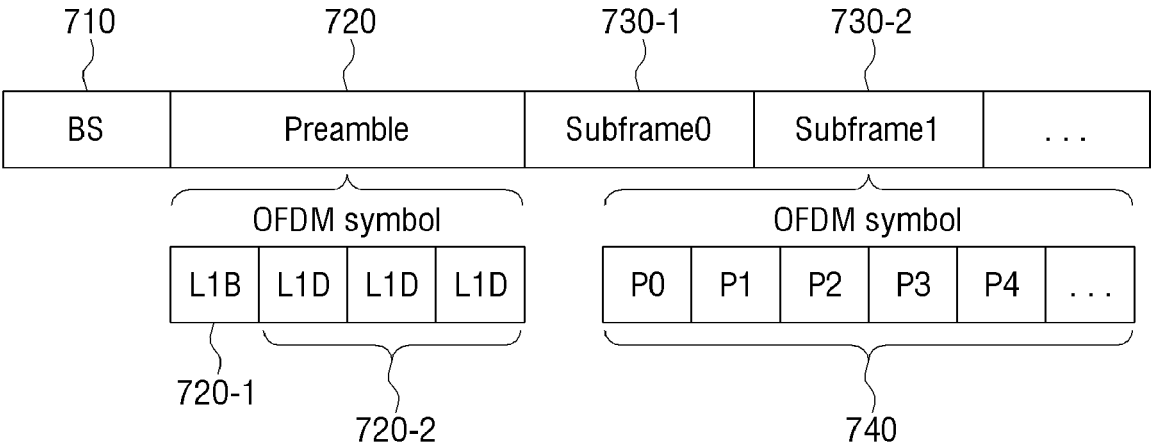 710 720 730-1 730-2
BS Preamble Subframe0 Subframe1 . . .
OFDM symbol OFDM symbol
L1B L1D L1D L1D P0 P1 P2 P3 P4 . . .
720-1 720-2 740